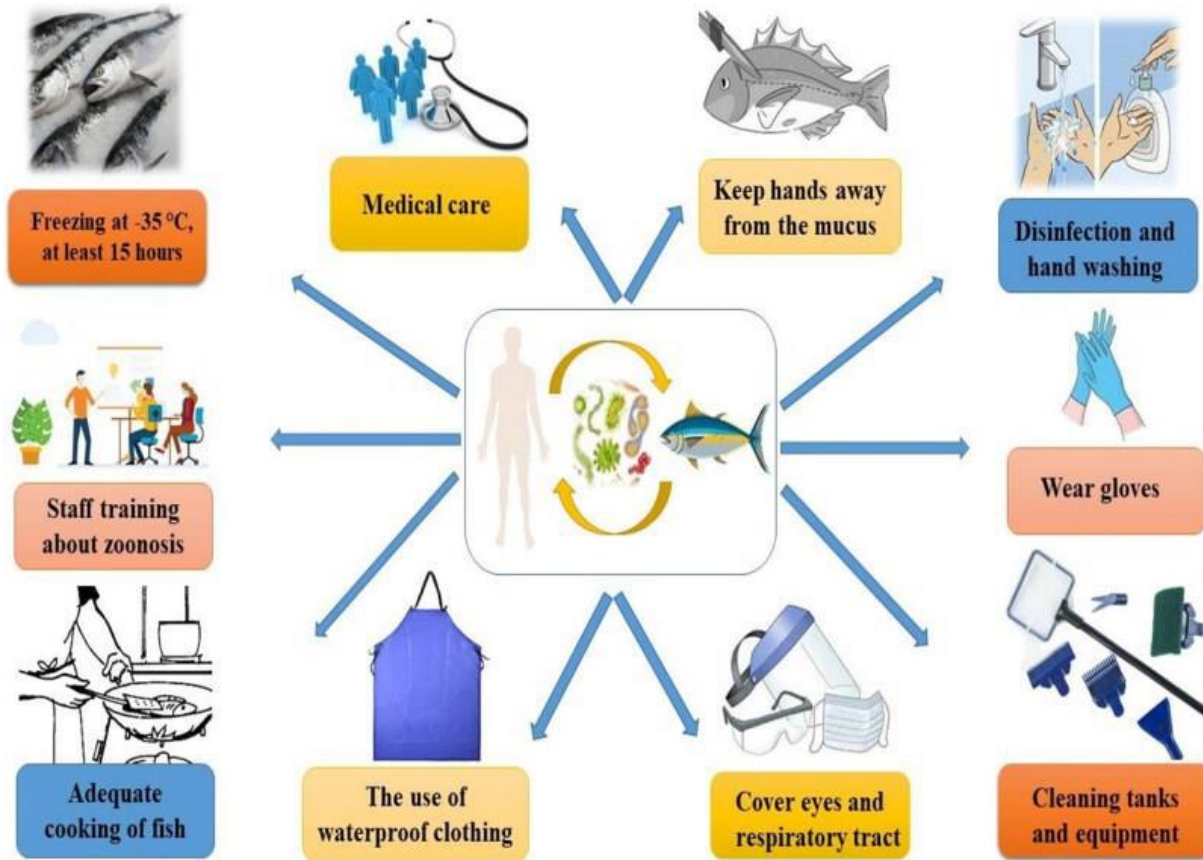 Freezing at -35 °C,
at least 15 hours
Medical care
Keep hands away
from the mucus
Disinfection and
hand washing
Staff training
about zoonosis
Wear gloves
Adequate
cooking of fish
The use of
waterproof clothing
Cover eyes and
respiratory tract
Cleaning tanks
and equipment